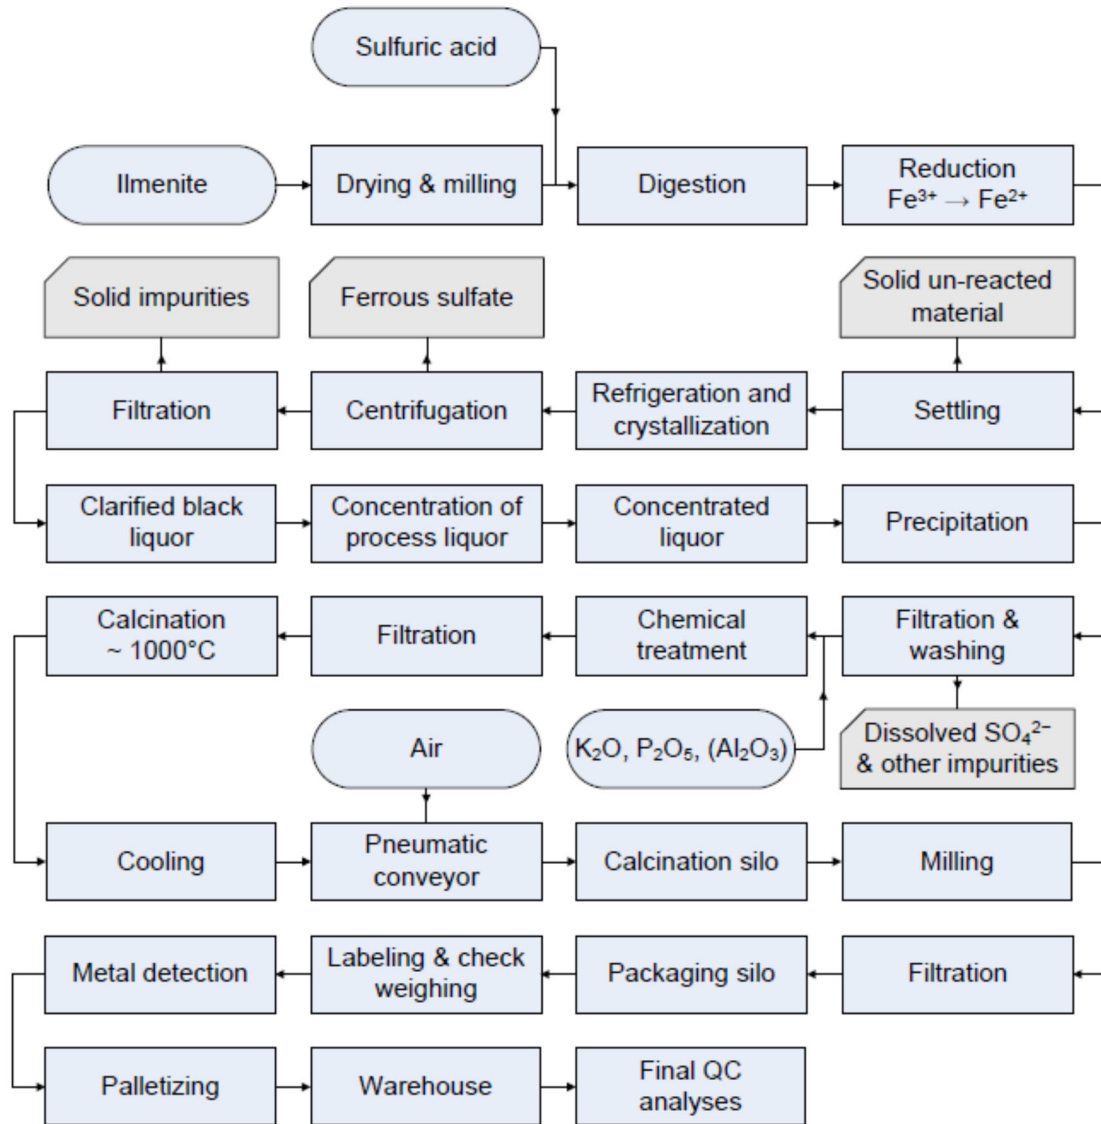 Sulfuric acid
Ilmenite
Drying & milling
Digestion
Reduction
Fe³⁺ → Fe²⁺
Solid impurities
Ferrous sulfate
Solid un-reacted
material
Filtration
Centrifugation
Refrigeration and
crystallization
Settling
Clarified black
liquor
Concentration of
process liquor
Concentrated
liquor
Precipitation
Calcination
~ 1000°C
Filtration
Chemical
treatment
Filtration &
washing
Air
K₂O, P₂O₅, (Al₂O₃)
Dissolved SO₄²⁻
& other impurities
Cooling
Pneumatic
conveyor
Calcination silo
Milling
Metal detection
Labeling & check
weighing
Packaging silo
Filtration
Palletizing
Warehouse
Final QC
analyses